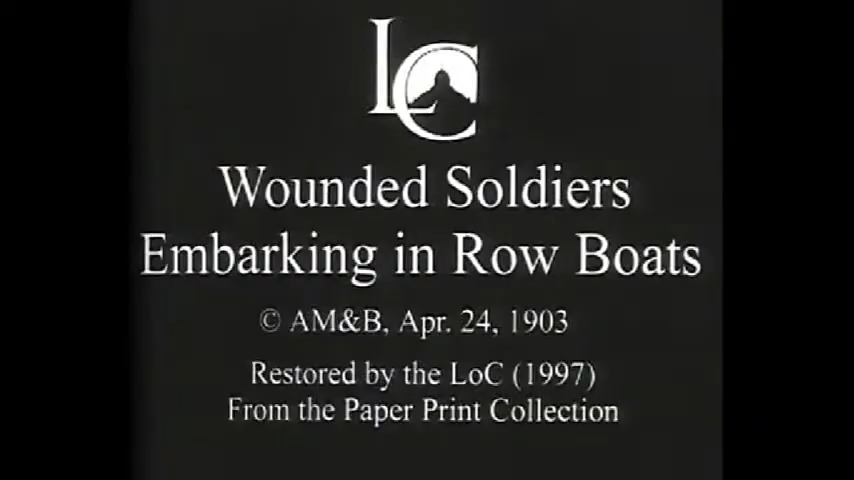 LC
Wounded Soldiers
Embarking in Row Boats
© AM&B, Apr. 24, 1903
Restored by the LoC (1997)
From the Paper Print Collection